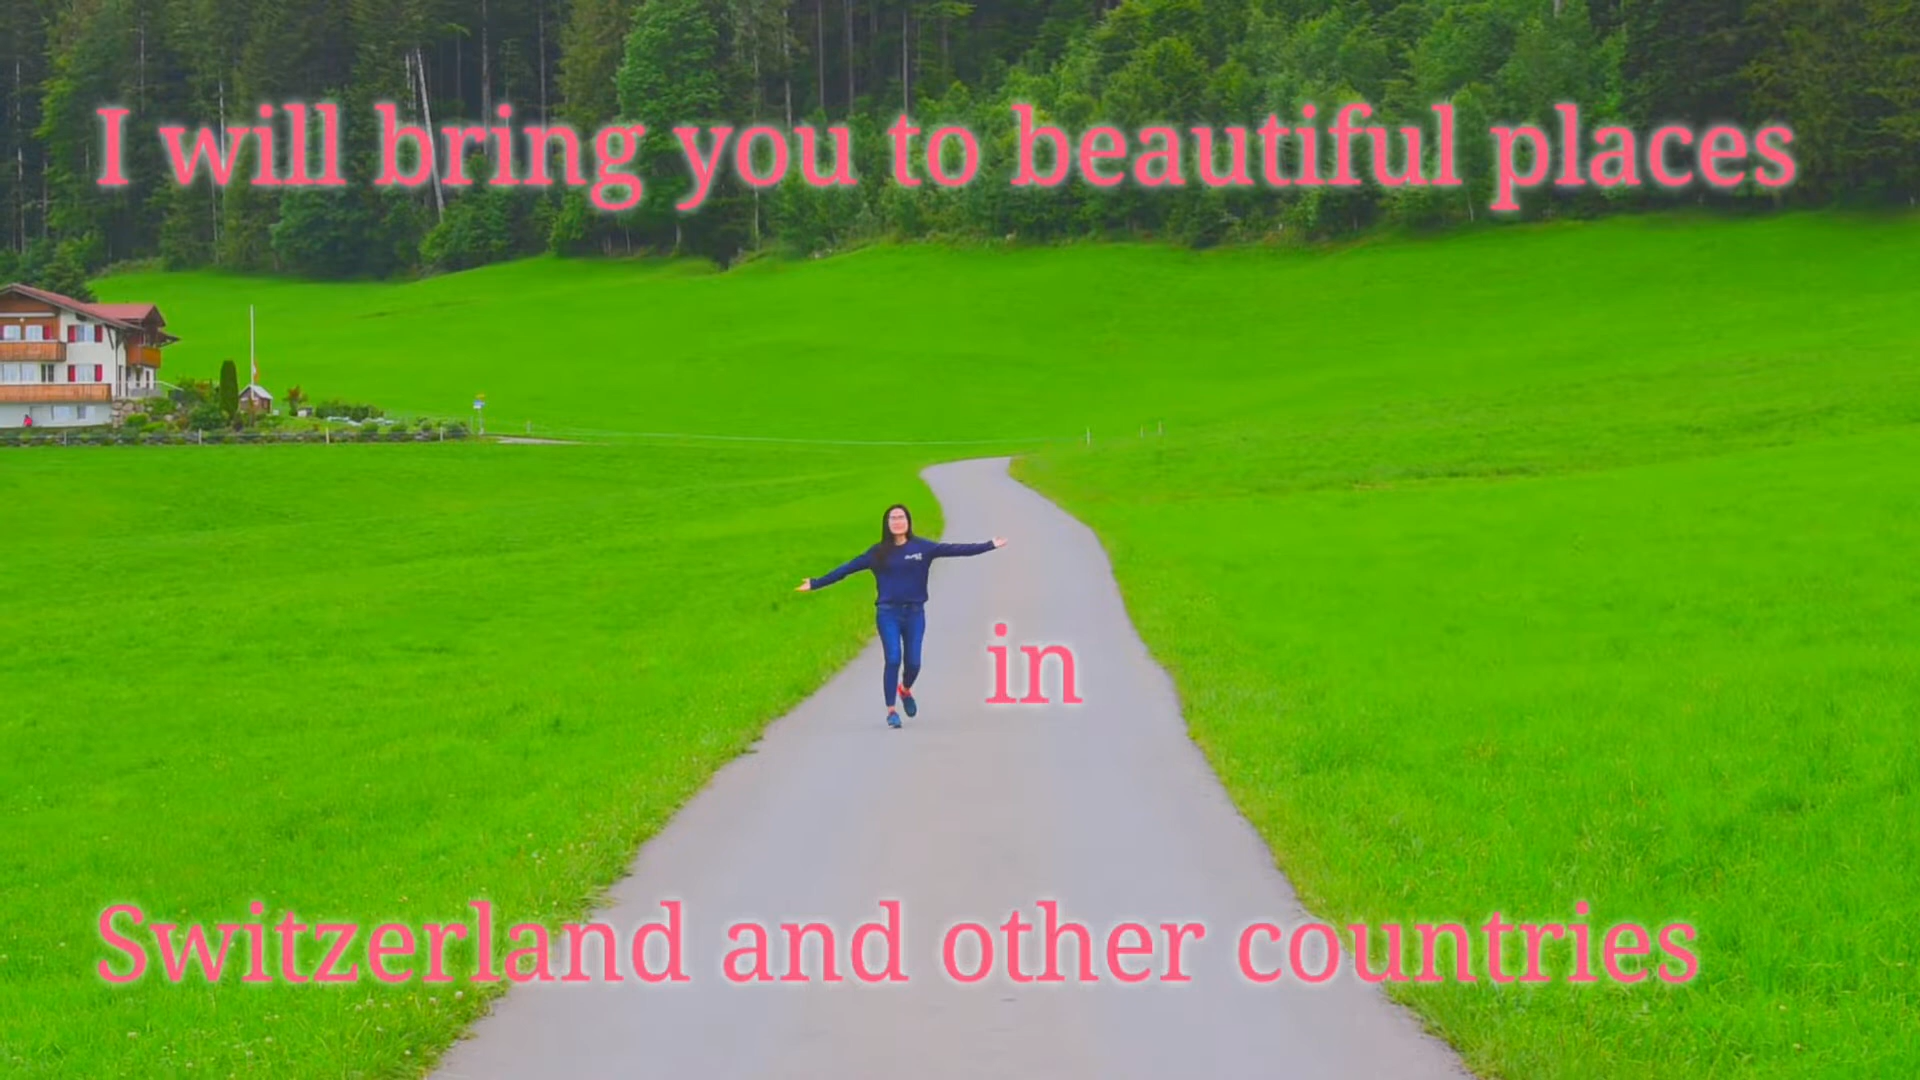 I will bring you to beautiful places
in
Switzerland and other countries